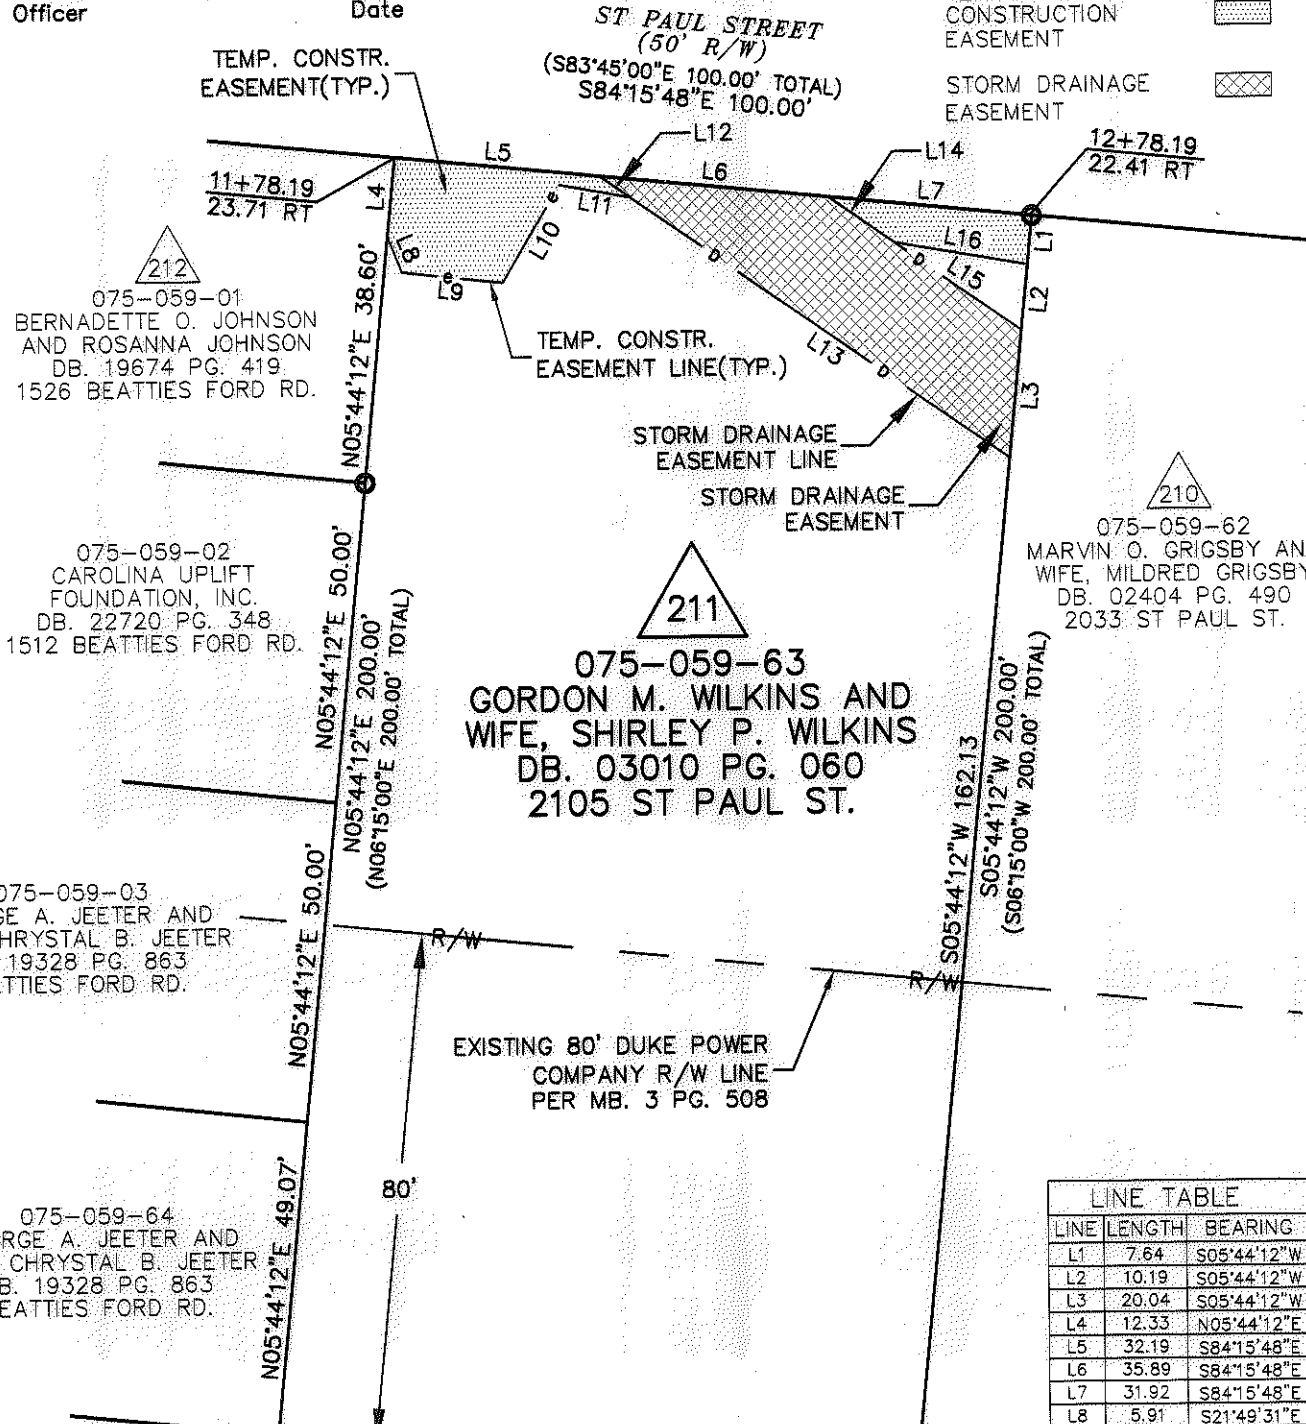 Officer
Date
ST PAUL STREET
(50' R/W)
(S83°45'00"E 100.00' TOTAL)
S84°15'48"E 100.00'
CONSTRUCTION
EASEMENT
STORM DRAINAGE
EASEMENT
TEMP. CONSTR.
EASEMENT(TYP.)
L12
L14
12+78.19
22.41 RT
L5
L6
L7
11+78.19
23.71 RT
L4
L11
L10
e
L8
e
L9
L16
L15
L1
L2
L3
D
D
D
L13
TEMP. CONSTR.
EASEMENT LINE(TYP.)
STORM DRAINAGE
EASEMENT LINE
STORM DRAINAGE
EASEMENT
212
075-059-01
BERNADETTE O. JOHNSON
AND ROSANNA JOHNSON
DB. 19674 PG. 419
1526 BEATTIES FORD RD.
N05°44'12"E 38.60'
210
075-059-62
MARVIN O. GRIGSBY AN
WIFE, MILDRED GRIGSBY
DB. 02404 PG. 490
2033 ST PAUL ST.
075-059-02
CAROLINA UPLIFT
FOUNDATION, INC.
DB. 22720 PG. 348
1512 BEATTIES FORD RD.
N05°44'12"E 50.00'
N05°44'12"E 200.00'
(N06°15'00"E 200.00' TOTAL)
211
075-059-63
GORDON M. WILKINS AND
WIFE, SHIRLEY P. WILKINS
DB. 03010 PG. 060
2105 ST PAUL ST.
S05°44'12"W 162.13
S05°44'12"W 200.00'
(S06°15'00"W 200.00' TOTAL)
075-059-03
GE A. JEETER AND
HRYSTAL B. JEETER
19328 PG. 863
TTIES FORD RD.
N05°44'12"E 50.00'
R/W
R/W
EXISTING 80' DUKE POWER
COMPANY R/W LINE
PER MB. 3 PG. 508
80'
075-059-64
RGE A. JEETER AND
CHRYSTAL B. JEETER
B. 19328 PG. 863
EATTIES FORD RD.
N05°44'12"E 49.07'
LINE TABLE
LINE LENGTH BEARING
L1 7.64 S05°44'12"W
L2 10.19 S05°44'12"W
L3 20.04 S05°44'12"W
L4 12.33 N05°44'12"E
L5 32.19 S84°15'48"E
L6 35.89 S84°15'48"E
L7 31.92 S84°15'48"E
L8 5.91 S21°49'31"E